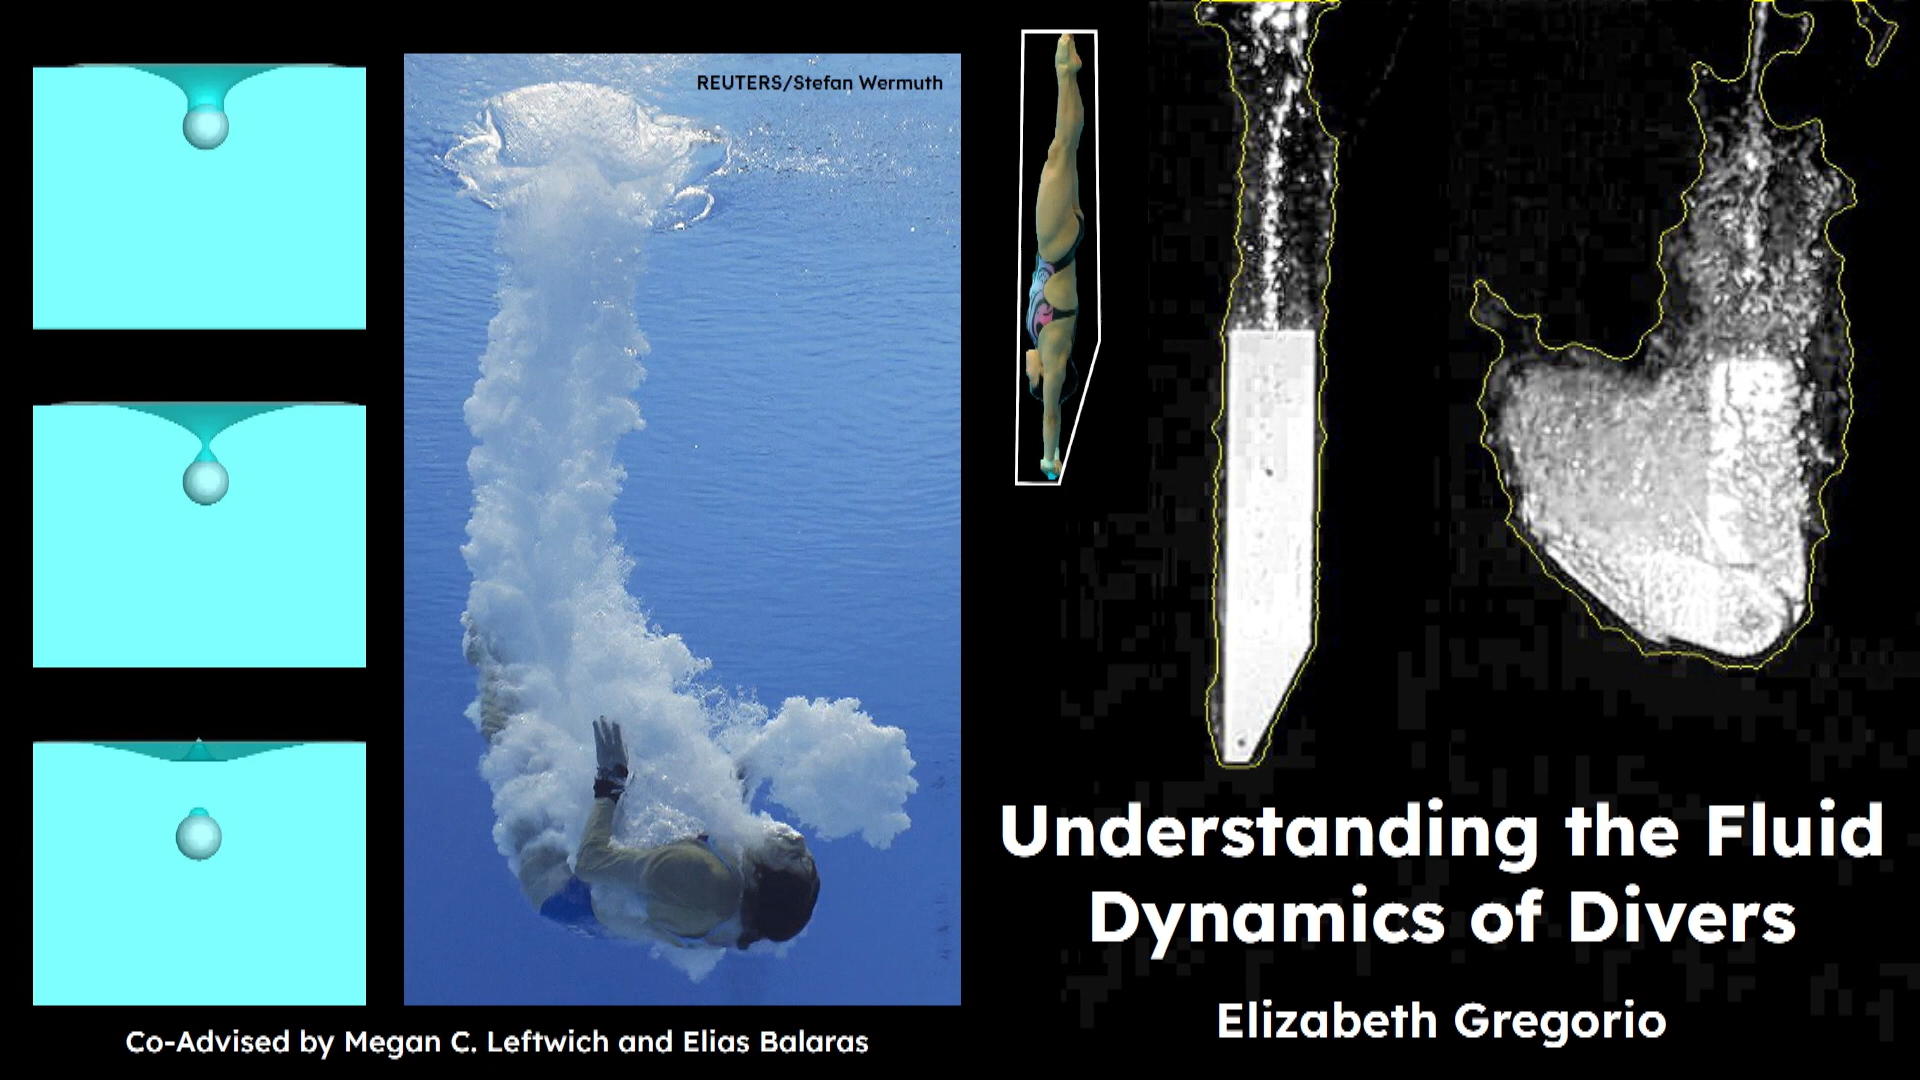 REUTERS/Stefan Wermuth
Understanding the Fluid
Dynamics of Divers
Elizabeth Gregorio
Co-Advised by Megan C. Leftwich and Elias Balaras